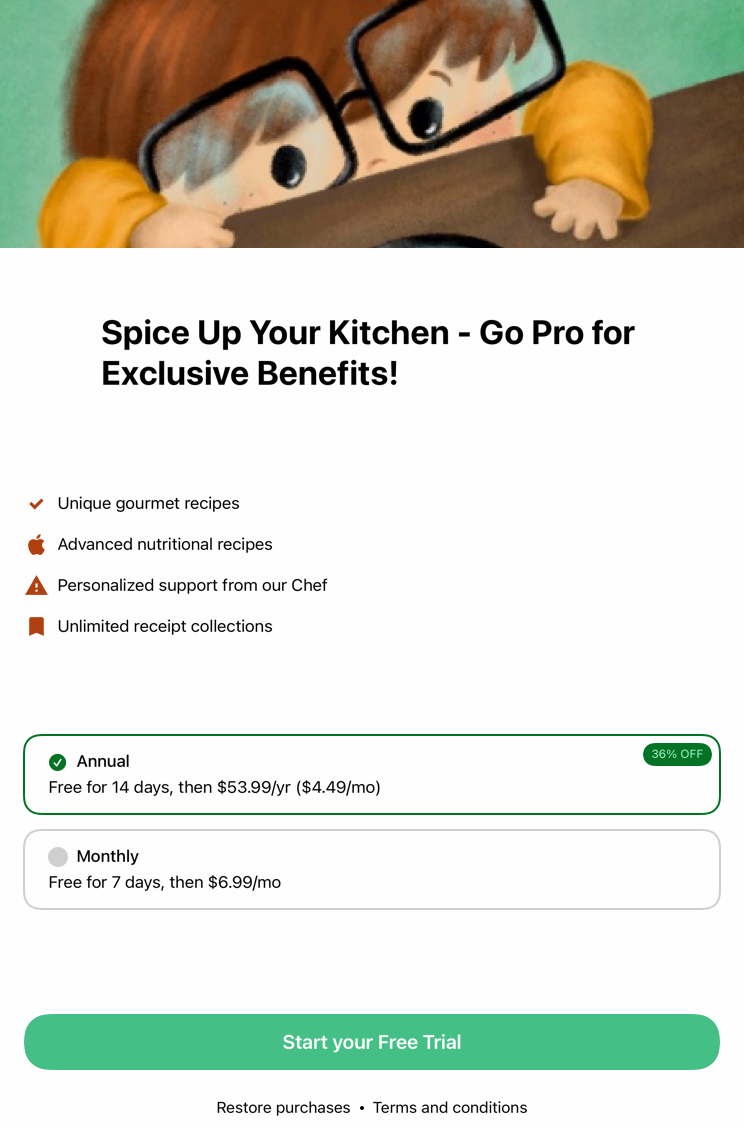 Spice Up Your Kitchen - Go Pro for
Exclusive Benefits!
Unique gourmet recipes
Advanced nutritional recipes
Personalized support from our Chef
Unlimited receipt collections
36% OFF
Annual
Free for 14 days, then $53.99/yr ($4.49/mo)
Monthly
Free for 7 days, then $6.99/mo
Start your Free Trial
Restore purchases • Terms and conditions